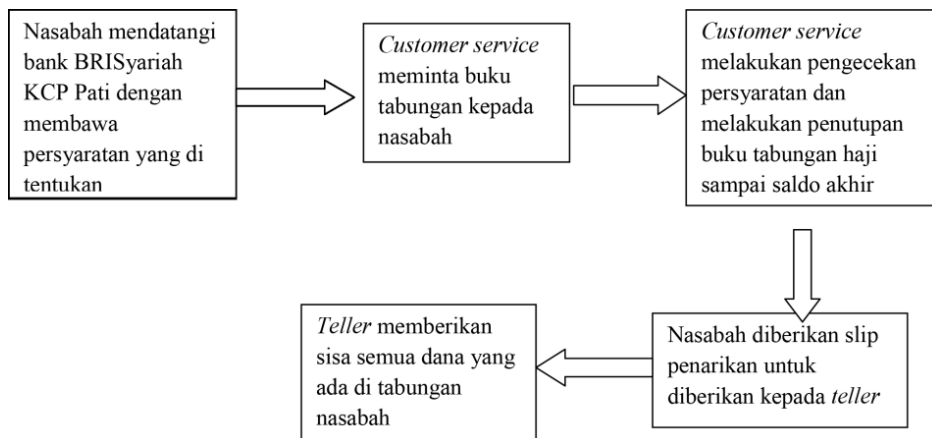 Nasabah mendatangi
bank BRISyariah
KCP Pati dengan
membawa
persyaratan yang di
tentukan
Customer service
meminta buku
tabungan kepada
nasabah
Customer service
melakukan pengecekan
persyaratan dan
melakukan penutupan
buku tabungan haji
sampai saldo akhir
Nasabah diberikan slip
penarikan untuk
diberikan kepada teller
Teller memberikan
sisa semua dana yang
ada di tabungan
nasabah